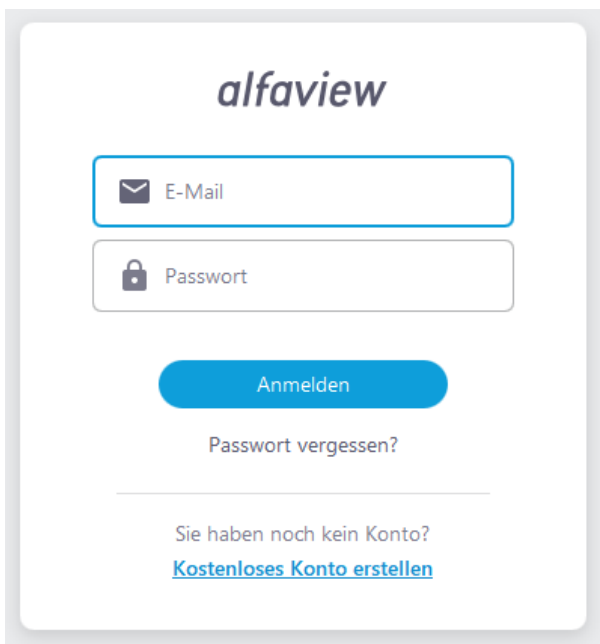 alfaview
E-Mail
Passwort
Anmelden
Passwort vergessen?
Sie haben noch kein Konto?
Kostenloses Konto erstellen